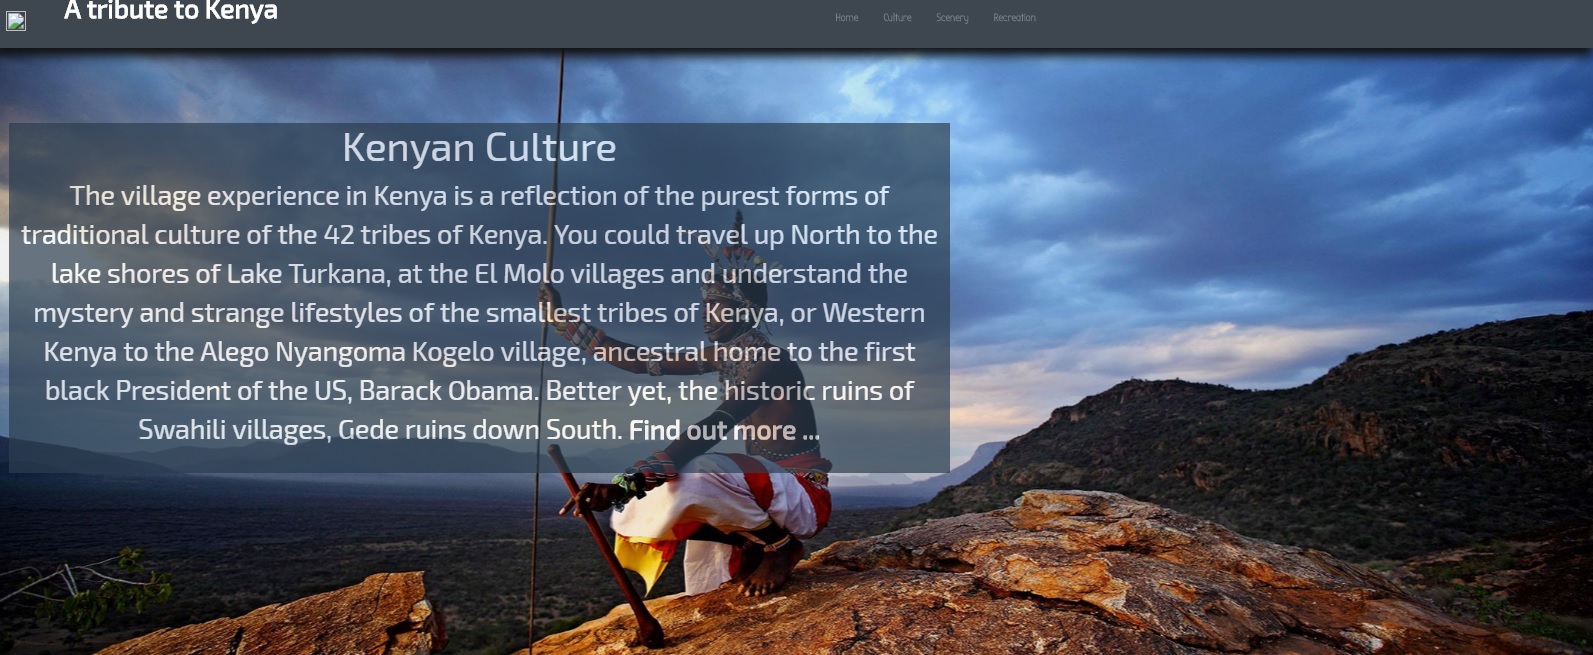 A tribute to Kenya
Home Culture Scenery Recreation
Kenyan Culture
The village experience in Kenya is a reflection of the purest forms of
traditional culture of the 42 tribes of Kenya. You could travel up North to the
lake shores of Lake Turkana, at the El Molo villages and understand the
mystery and strange lifestyles of the smallest tribes of Kenya, or Western
Kenya to the Alego Nyangoma Kogelo village, ancestral home to the first
black President of the US, Barack Obama. Better yet, the historic ruins of
Swahili villages, Gede ruins down South. Find out more ...